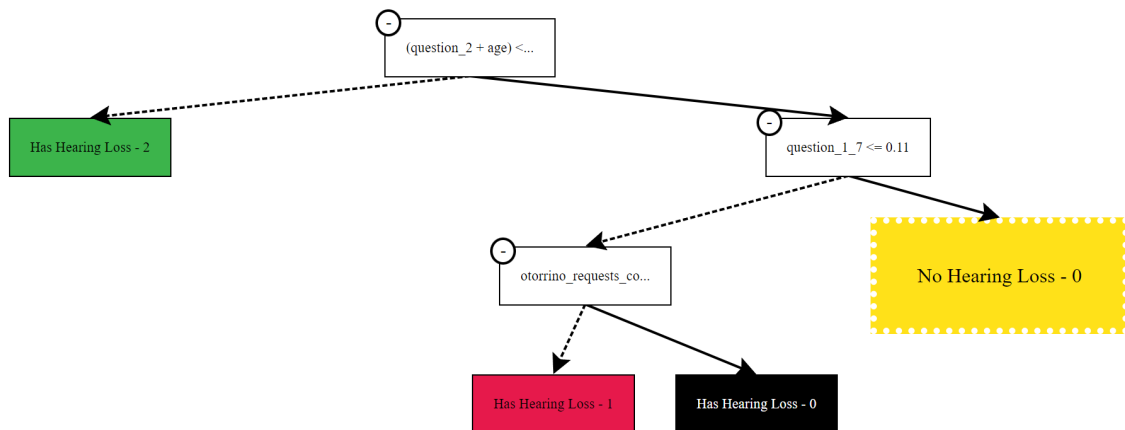 -
(question_2 + age) <...
Has Hearing Loss - 2
-
question_1_7 <= 0.11
-
otorrino_requests_co...
No Hearing Loss - 0
Has Hearing Loss - 1
Has Hearing Loss - 0